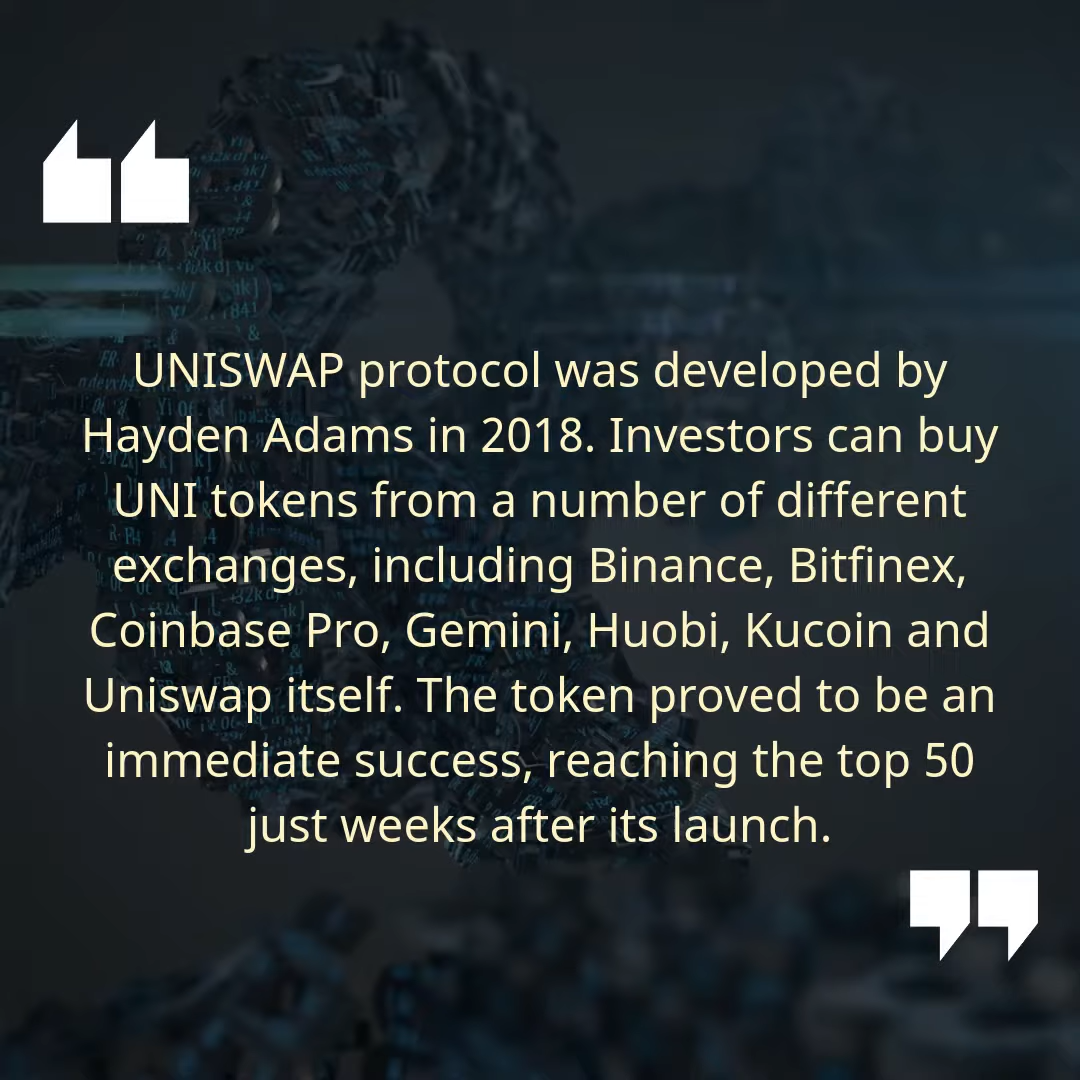 ❝
UNISWAP protocol was developed by
Hayden Adams in 2018. Investors can buy
UNI tokens from a number of different
exchanges, including Binance, Bitfinex,
Coinbase Pro, Gemini, Huobi, Kucoin and
Uniswap itself. The token proved to be an
immediate success, reaching the top 50
just weeks after its launch.
❞